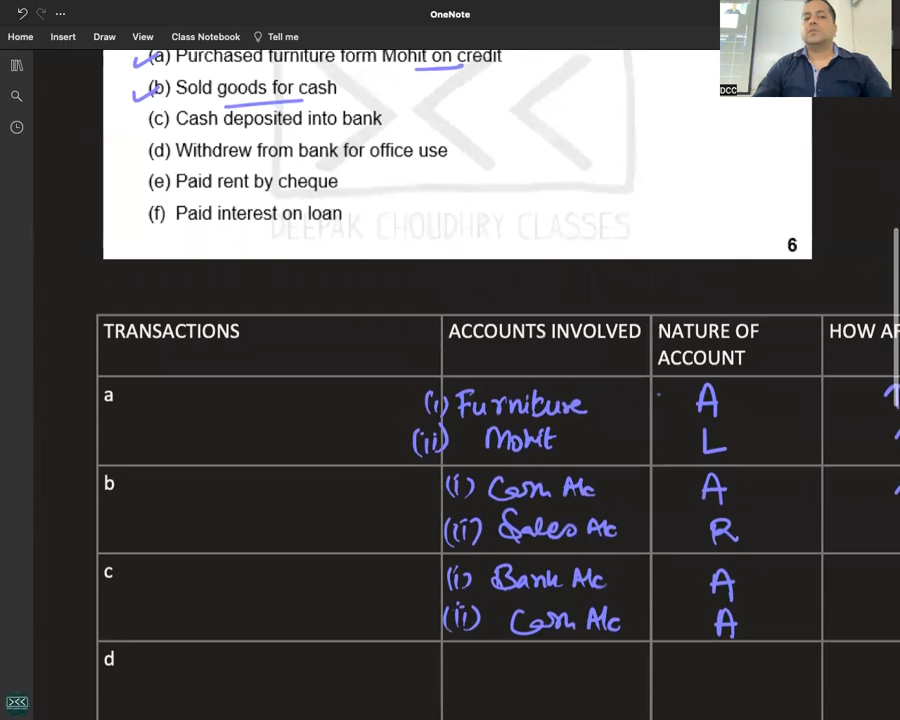 OneNote
Home Insert Draw View Class Notebook Tell me
DCC
(a) Purchased furniture form Mohit on credit
(b) Sold goods for cash
(c) Cash deposited into bank
(d) Withdrew from bank for office use
(e) Paid rent by cheque
(f) Paid interest on loan
DEEPAK CHOUDHRY CLASSES
6
TRANSACTIONS ACCOUNTS INVOLVED NATURE OF ACCOUNT HOW AF
a (i) Furniture A
(ii) Mohit L
b (i) Cash A/c A
(ii) Sales A/c R
c (i) Bank A/c A
(ii) Cash A/c A
d